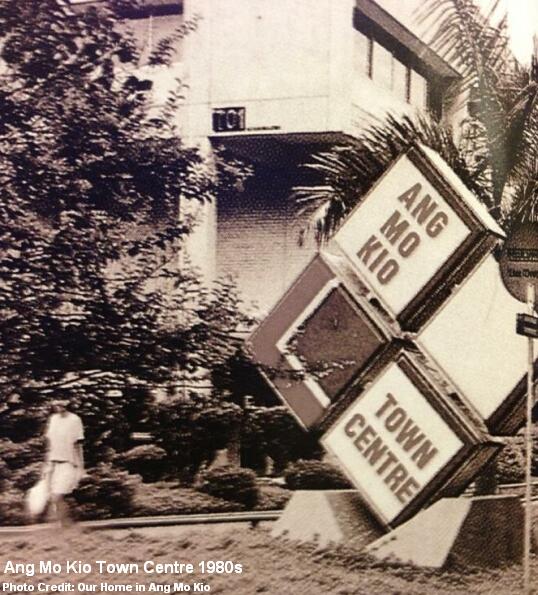 701
ANG
MO
KIO
TOWN
CENTRE
Ang Mo Kio Town Centre 1980s
Photo Credit: Our Home in Ang Mo Kio